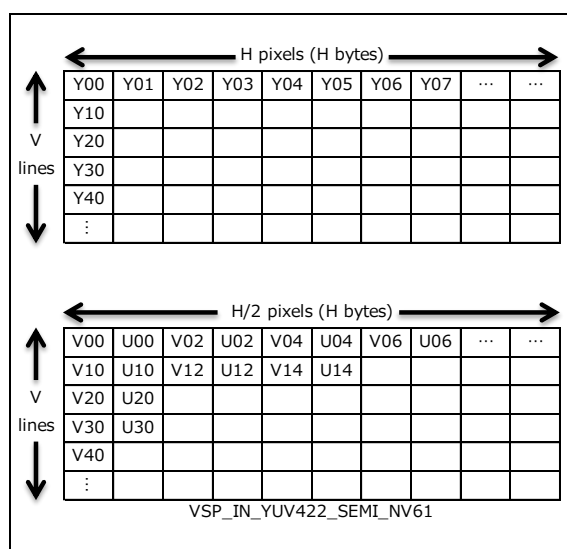 H pixels (H bytes)
V
lines
Y00 Y01 Y02 Y03 Y04 Y05 Y06 Y07 … …
Y10
Y20
Y30
Y40
⋮
H/2 pixels (H bytes)
V
lines
V00 U00 V02 U02 V04 U04 V06 U06 … …
V10 U10 V12 U12 V14 U14
V20 U20
V30 U30
V40
⋮
VSP_IN_YUV422_SEMI_NV61